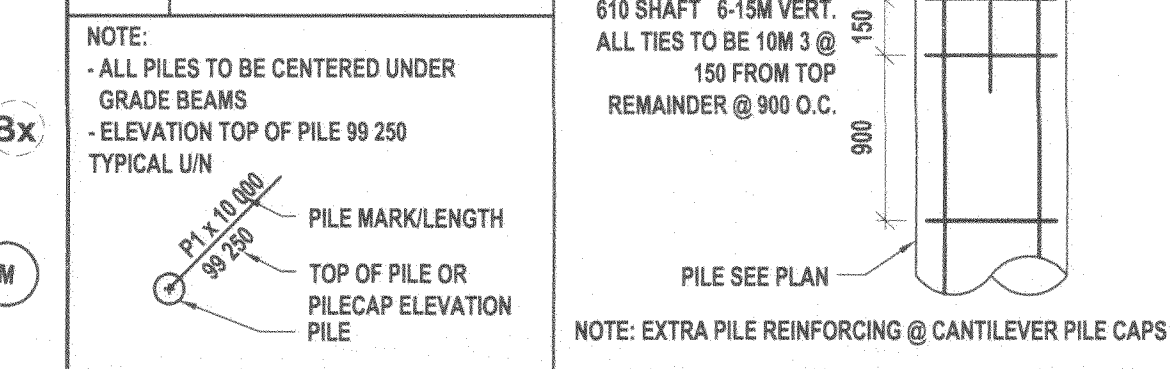 NOTE:
- ALL PILES TO BE CENTERED UNDER
GRADE BEAMS
- ELEVATION TOP OF PILE 99 250
TYPICAL U/N
P1 x 10 000
99 250
PILE MARK/LENGTH
TOP OF PILE OR
PILECAP ELEVATION
PILE
Bx
M
610 SHAFT 6-15M VERT.
ALL TIES TO BE 10M 3 @
150 FROM TOP
REMAINDER @ 900 O.C.
150
900
PILE SEE PLAN
NOTE: EXTRA PILE REINFORCING @ CANTILEVER PILE CAPS